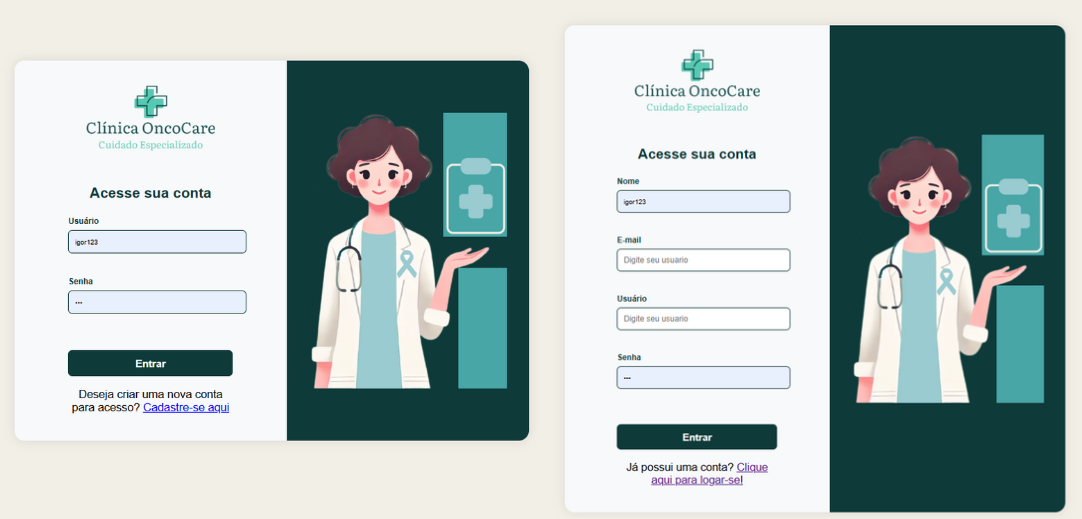 Clínica OncoCare
Cuidado Especializado
Acesse sua conta
Usuário
igor123
Senha
•••
Entrar
Deseja criar uma nova conta
para acesso? Cadastre-se aqui
Clínica OncoCare
Cuidado Especializado
Acesse sua conta
Nome
igor123
E-mail
Digite seu usuario
Usuário
Digite seu usuario
Senha
•••
Entrar
Já possui uma conta? Clique
aqui para logar-se!